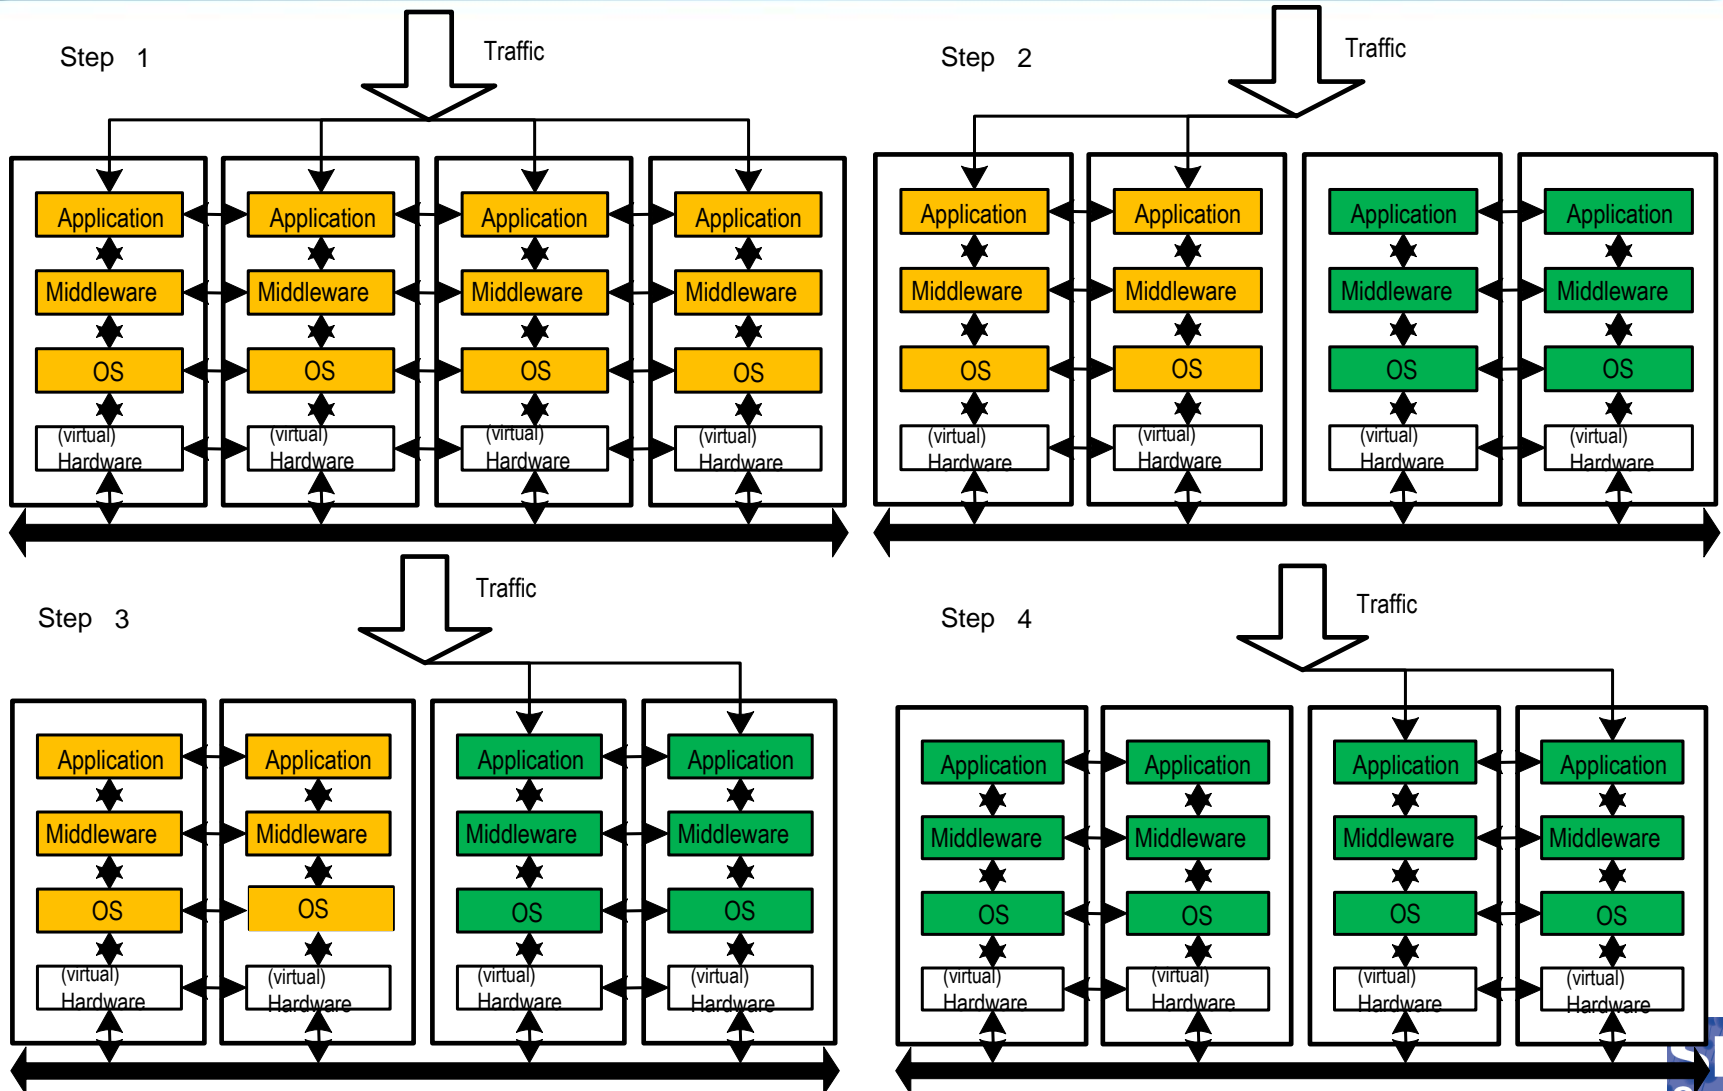 Step 1
Traffic
Application Application Application Application
Middleware Middleware Middleware Middleware
OS OS OS OS
(virtual) (virtual) (virtual) (virtual)
Hardware Hardware Hardware Hardware
Step 2
Traffic
Application Application Application Application
Middleware Middleware Middleware Middleware
OS OS OS OS
(virtual) (virtual) (virtual) (virtual)
Hardware Hardware Hardware Hardware
Step 3
Traffic
Application Application Application Application
Middleware Middleware Middleware Middleware
OS OS OS OS
(virtual) (virtual) (virtual) (virtual)
Hardware Hardware Hardware Hardware
Step 4
Traffic
Application Application Application Application
Middleware Middleware Middleware Middleware
OS OS OS OS
(virtual) (virtual) (virtual) (virtual)
Hardware Hardware Hardware Hardware